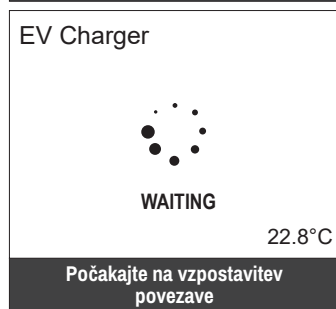 EV Charger
WAITING
22.8°C
Počakajte na vzpostavitev
povezave